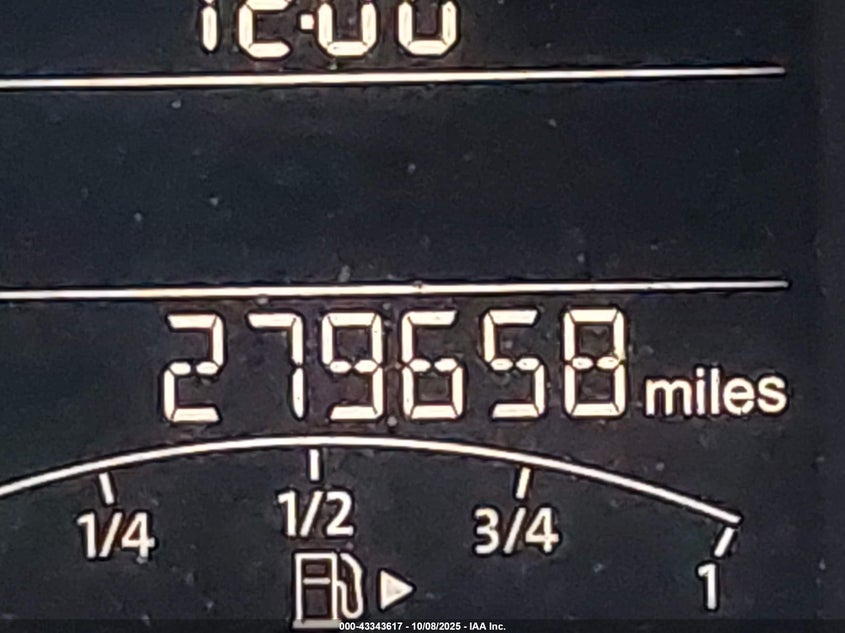 12:00
279658 miles
1/4 1/2 3/4 1
000-43343617 - 10/08/2025 - IAA Inc.